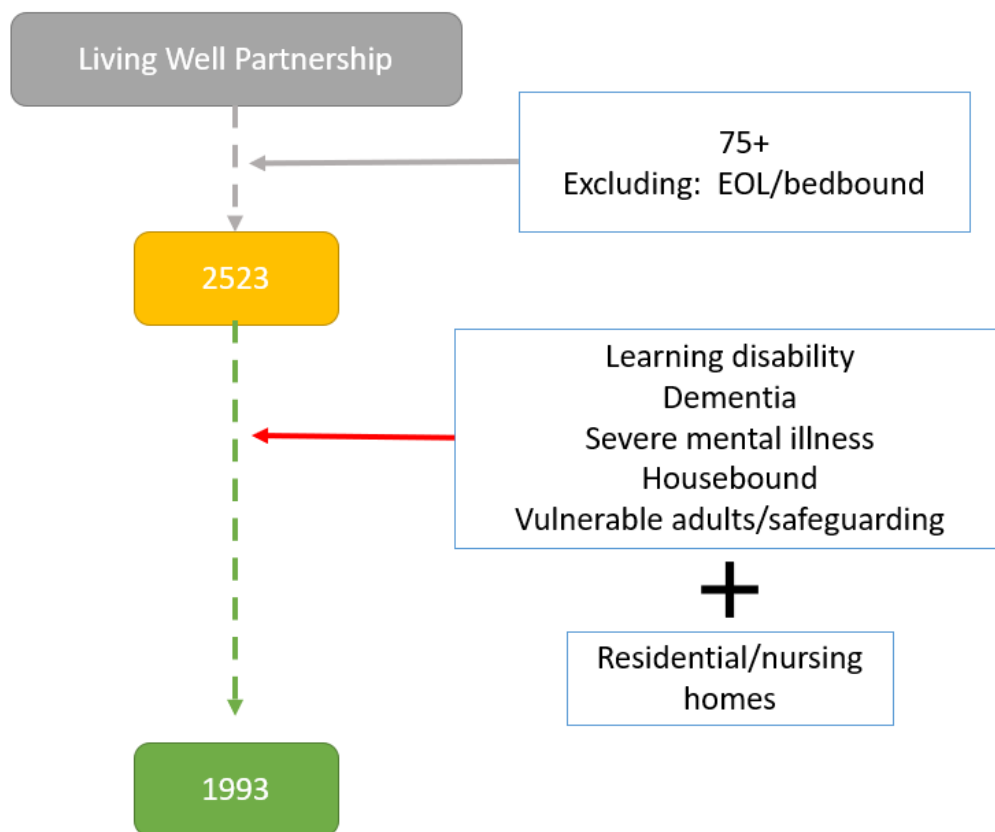 Living Well Partnership
75+
Excluding: EOL/bedbound
2523
Learning disability
Dementia
Severe mental illness
Housebound
Vulnerable adults/safeguarding
+
Residential/nursing
homes
1993